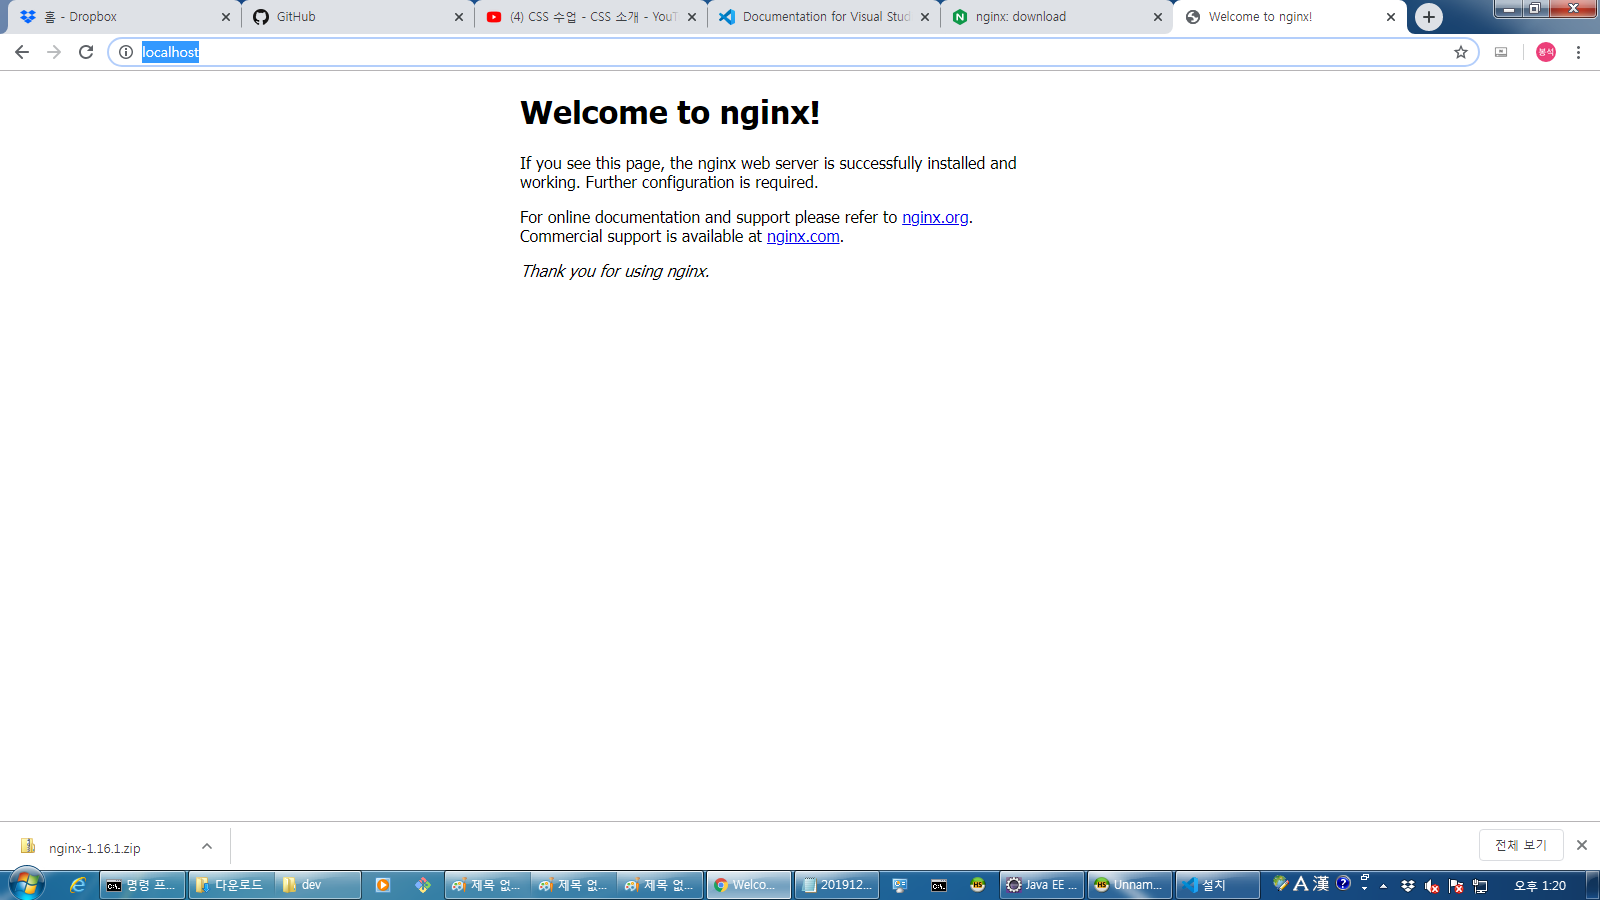 홈 - Dropbox
GitHub
(4) CSS 수업 - CSS 소개 - YouT
Documentation for Visual Stud
nginx: download
Welcome to nginx!
localhost
봉석
Welcome to nginx!
If you see this page, the nginx web server is successfully installed and
working. Further configuration is required.
For online documentation and support please refer to nginx.org.
Commercial support is available at nginx.com.
Thank you for using nginx.
nginx-1.16.1.zip
전체 보기
명령 프...
다운로드
dev
제목 없...
제목 없...
제목 없...
Welco...
201912...
Java EE ...
Unnam...
설치
A 漢
오후 1:20